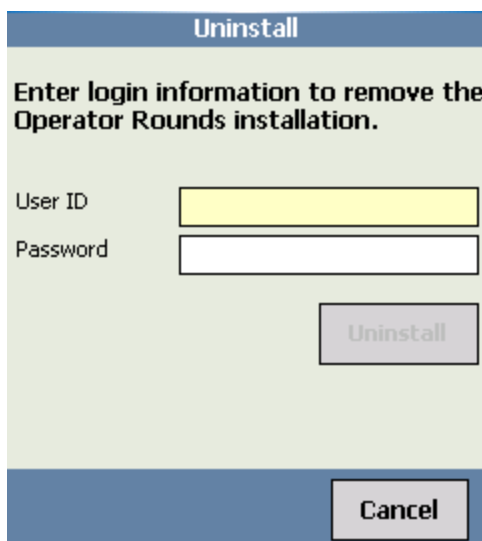 Uninstall
Enter login information to remove the
Operator Rounds installation.
User ID
Password
Uninstall
Cancel